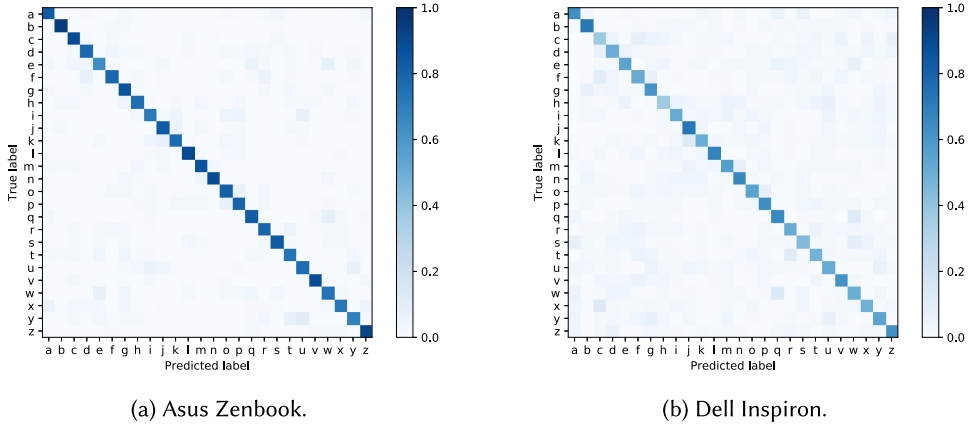 a
b
c
d
e
f
g
h
i
j
k
l
m
n
o
p
q
r
s
t
u
v
w
x
y
z
True label
a b c d e f g h i j k l m n o p q r s t u v w x y z
Predicted label
1.0
0.8
0.6
0.4
0.2
0.0
(a) Asus Zenbook.
a
b
c
d
e
f
g
h
i
j
k
l
m
n
o
p
q
r
s
t
u
v
w
x
y
z
True label
a b c d e f g h i j k l m n o p q r s t u v w x y z
Predicted label
1.0
0.8
0.6
0.4
0.2
0.0
(b) Dell Inspiron.